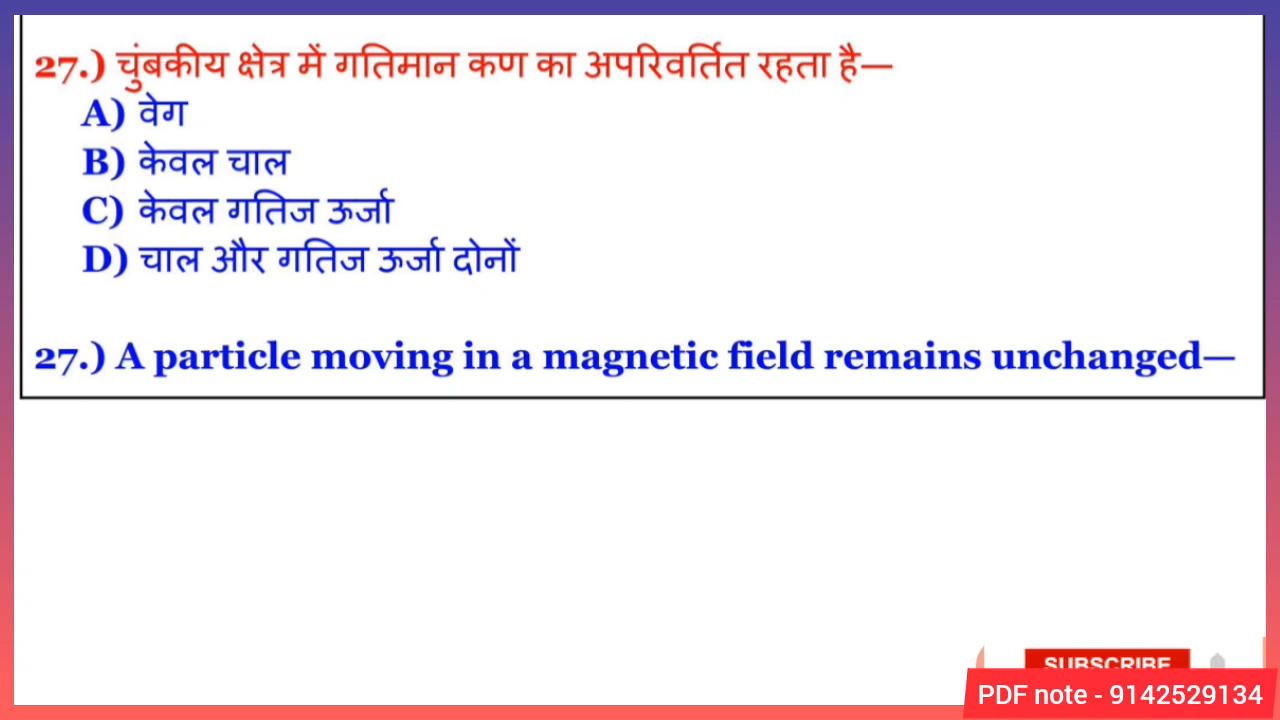 27.) चुंबकीय क्षेत्र में गतिमान कण का अपरिवर्तित रहता है—
A) वेग
B) केवल चाल
C) केवल गतिज ऊर्जा
D) चाल और गतिज ऊर्जा दोनों
27.) A particle moving in a magnetic field remains unchanged—
SUBSCRIBE
PDF note - 9142529134